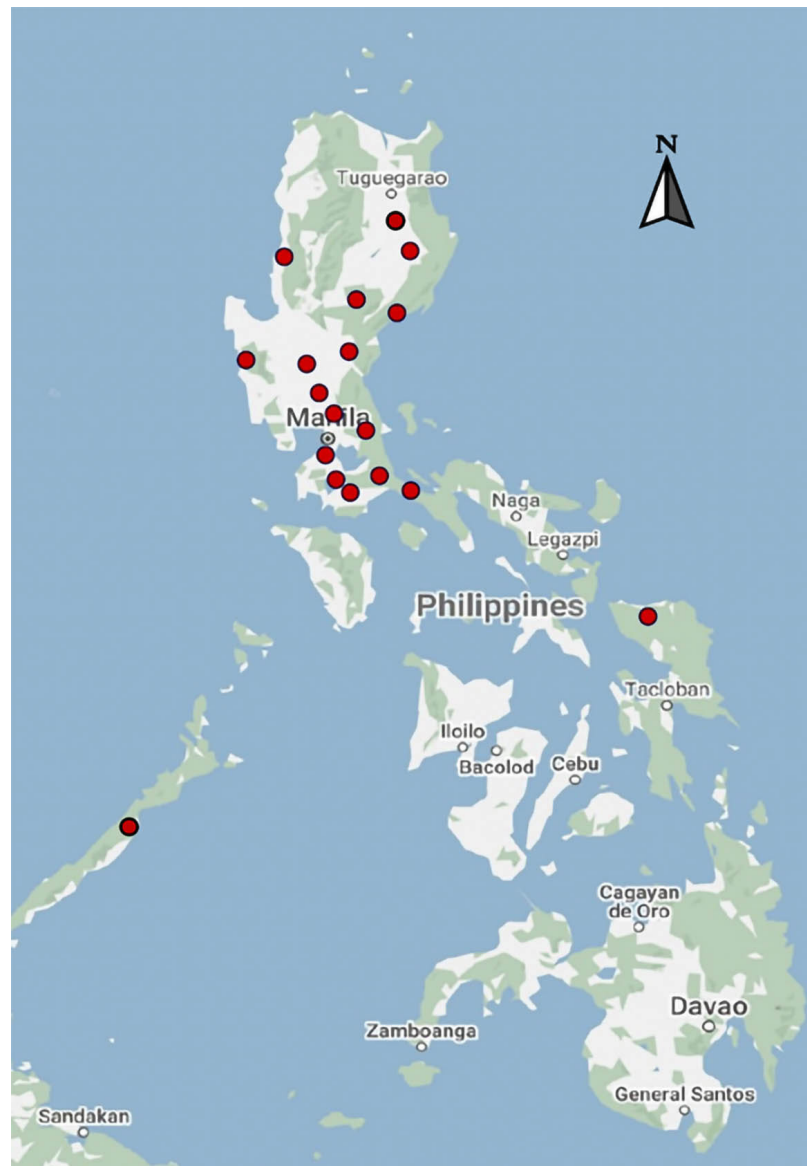 N
Tuguegarao
Manila
Naga
Legazpi
Philippines
Tacloban
Iloilo
Bacolod
Cebu
Cagayan
de Oro
Davao
Zamboanga
General Santos
Sandakan